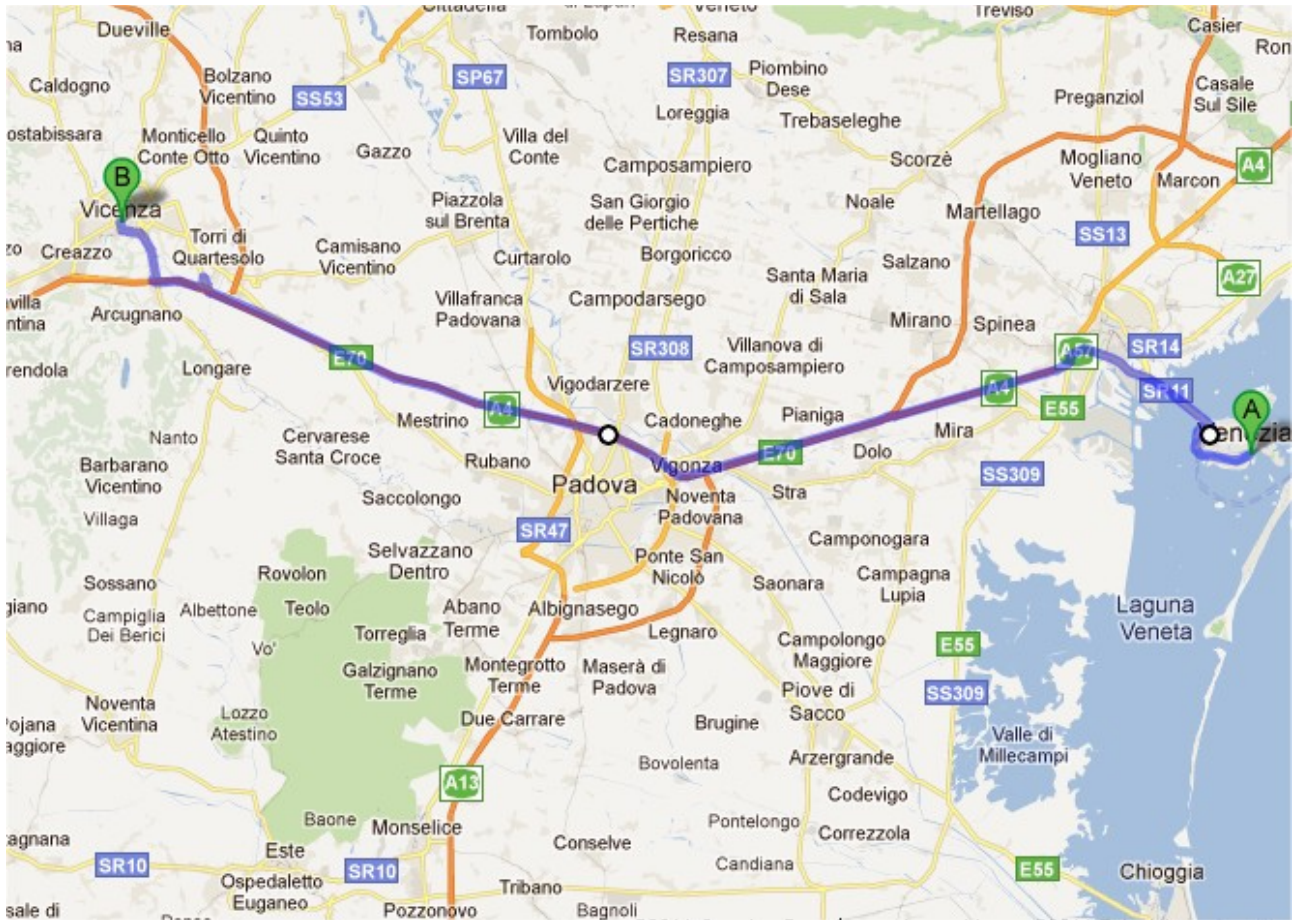 Cittadella
Veneto
Treviso
Dueville
Tombolo
Resana
Casier
Caldogno
Bolzano
Vicentino
SS53
SP67
SR307
Piombino
Dese
Loreggia
Preganziol
Casale
Sul Sile
ostabissara
Monticello
Conte Otto
Quinto
Vicentino
Gazzo
Villa del
Conte
Trebaseleghe
Camposampiero
Scorzè
Mogliano
Veneto
Marcon
A4
B
Vicenza
Piazzola
sul Brenta
San Giorgio
delle Pertiche
Noale
Martellago
SS13
Creazzo
Torri di
Quartesolo
Camisano
Vicentino
Curtarolo
Borgoricco
Santa Maria
di Sala
Salzano
A27
Arcugnano
Villafranca
Padovana
Campodarsego
Mirano
Spinea
E70
SR308
Villanova di
Camposampiero
A57
SR14
Longare
Vigodarzere
A4
SR11
A4
Mestrino
Cadoneghe
Pianiga
E55
A
Venezia
Nanto
Cervarese
Santa Croce
Rubano
Vigonza
E70
Dolo
Mira
Barbarano
Vicentino
Saccolongo
Padova
Noventa
Padovana
Stra
SS309
Villaga
SR47
Selvazzano
Dentro
Ponte San
Nicolò
Camponogara
Sossano
Rovolon
Saonara
Campagna
Lupia
Campiglia
Dei Berici
Albettone
Teolo
Abano
Terme
Albignasego
Laguna
Veneta
Vo'
Torreglia
Legnaro
Campolongo
Maggiore
E55
Galzignano
Terme
Montegrotto
Terme
Maserà di
Padova
Piove di
Sacco
SS309
Noventa
Vicentina
Lozzo
Atestino
Due Carrare
Brugine
Valle di
Millecampi
Pojana
aggiore
Arzergrande
A13
Bovolenta
Codevigo
Baone
Monselice
Pontelongo
Correzzola
Este
Conselve
Candiana
SR10
SR10
E55
Chioggia
Ospedaletto
Euganeo
Tribano
Pozzonovo
Bagnoli